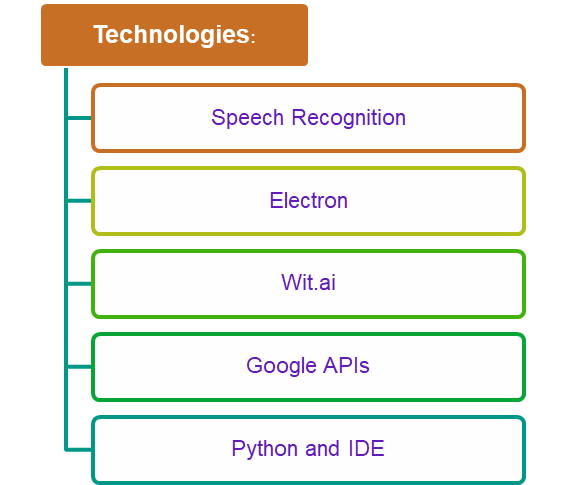 Technologies:
Speech Recognition
Electron
Wit.ai
Google APIs
Python and IDE